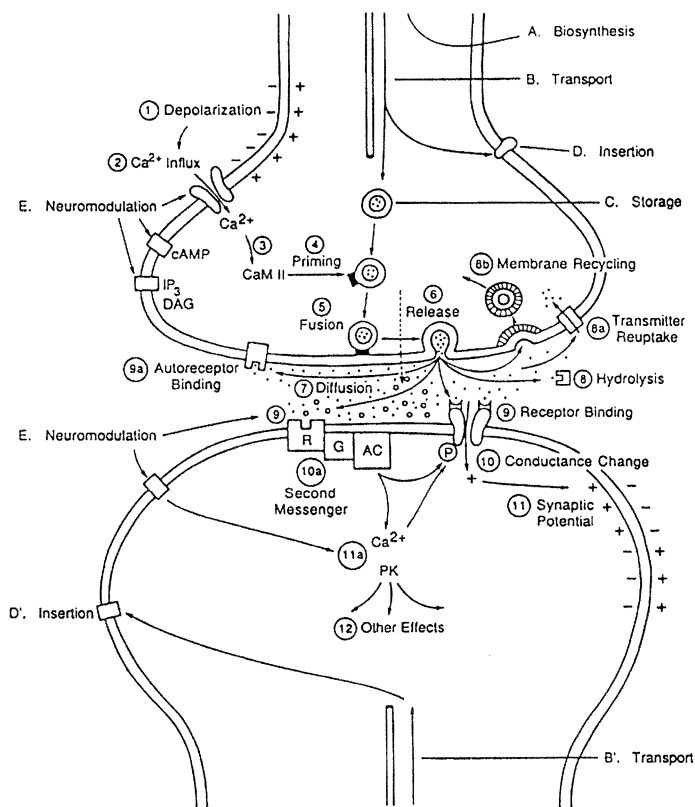 A. Biosynthesis
B. Transport
1 Depolarization
D. Insertion
2 Ca2+ Influx
E. Neuromodulation
C. Storage
Ca2+
3
4
Priming
cAMP
CaM II
8b Membrane Recycling
IP3
DAG
5
Fusion
6
Release
8a Transmitter
Reuptake
9a Autoreceptor
Binding
7 Diffusion
8 Hydrolysis
9
9 Receptor Binding
E. Neuromodulation
R
G
AC
P
10 Conductance Change
10a
Second
Messenger
+
11 Synaptic
Potential
11a
Ca2+
PK
D'. Insertion
12 Other Effects
B'. Transport